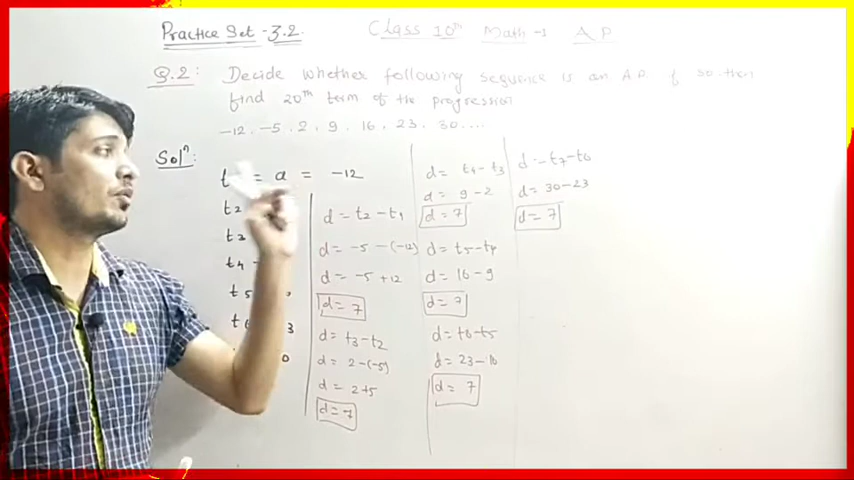 Practice Set -3.2. Class 10th Math-1 A P
Q.2: Decide whether following sequence is an A.P. if so then
find 20th term of the progression
-12, -5, 2, 9, 16, 23, 30....
Solⁿ:
t = a = -12
t2
t3
t4
t5
t6 3
0
d = t2 - t1
d = -5 -(-12)
d = -5 +12
d = 7
d = t3 - t2
d = 2-(-5)
d = 2+5
d = 7
d = t4 - t3
d = 9-2
d = 7
d = t5 - t4
d = 16-9
d = 7
d = t6 - t5
d = 23-16
d = 7
d = t7 - t6
d = 30-23
d = 7